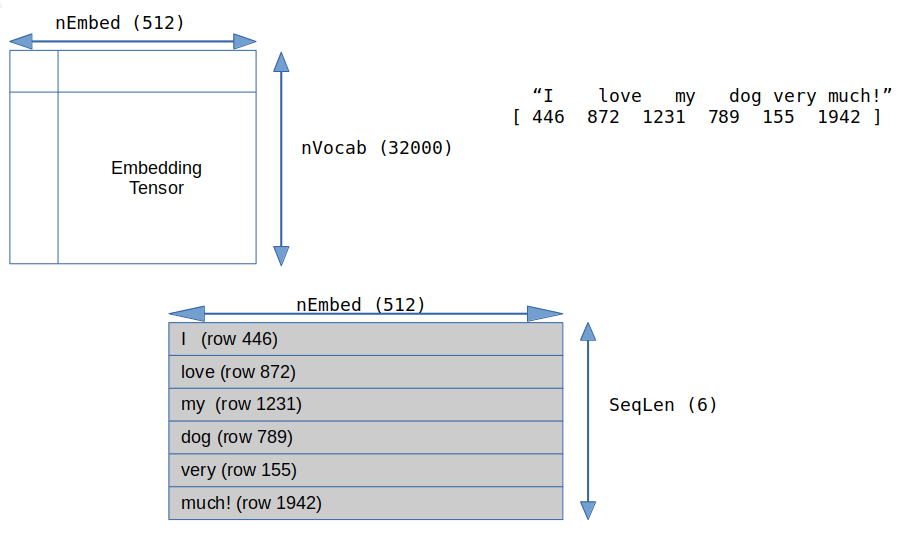 nEmbed (512)
“I love my dog very much!”
[ 446 872 1231 789 155 1942 ]
nVocab (32000)
Embedding
Tensor
nEmbed (512)
I (row 446)
love (row 872)
my (row 1231)
dog (row 789)
very (row 155)
much! (row 1942)
SeqLen (6)